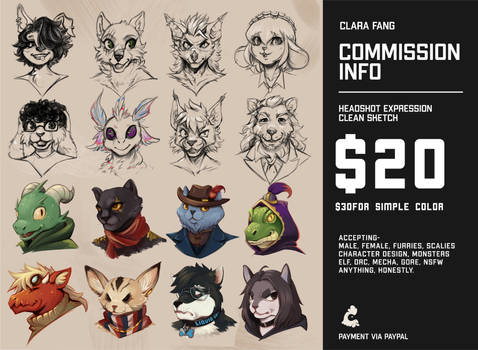 CLARA FANG
COMMISSION
INFO
HEADSHOT EXPRESSION
CLEAN SKETCH
$20
$30FOR SIMPLE COLOR
ACCEPTING-
MALE, FEMALE, FURRIES, SCALIES
CHARACTER DESIGN, MONSTERS
ELF, ORC, MECHA, GORE, NSFW
ANYTHING, HONESTLY.
PAYMENT VIA PAYPAL